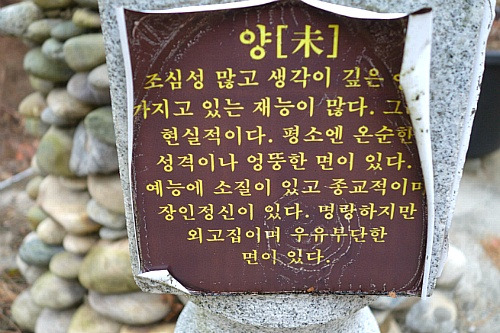 양[未]
조심성 많고 생각이 깊은
가지고 있는 재능이 많다.
현실적이다. 평소엔 온순한
성격이나 엉뚱한 면이 있다.
예능에 소질이 있고 종교적이며
장인정신이 있다. 명랑하지만
외고집이며 우유부단한
면이 있다.